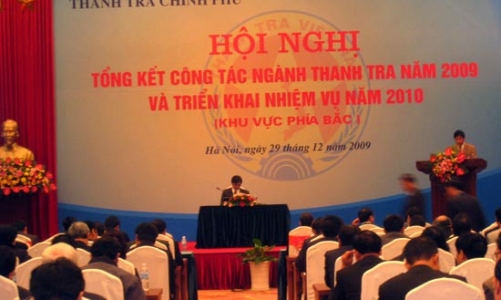 THANH TRA CHÍNH PHỦ
HỘI NGHỊ
TỔNG KẾT CÔNG TÁC NGÀNH THANH TRA NĂM 2009
VÀ TRIỂN KHAI NHIỆM VỤ NĂM 2010
(KHU VỰC PHÍA BẮC)
Hà Nội, ngày 29 tháng 12 năm 2009